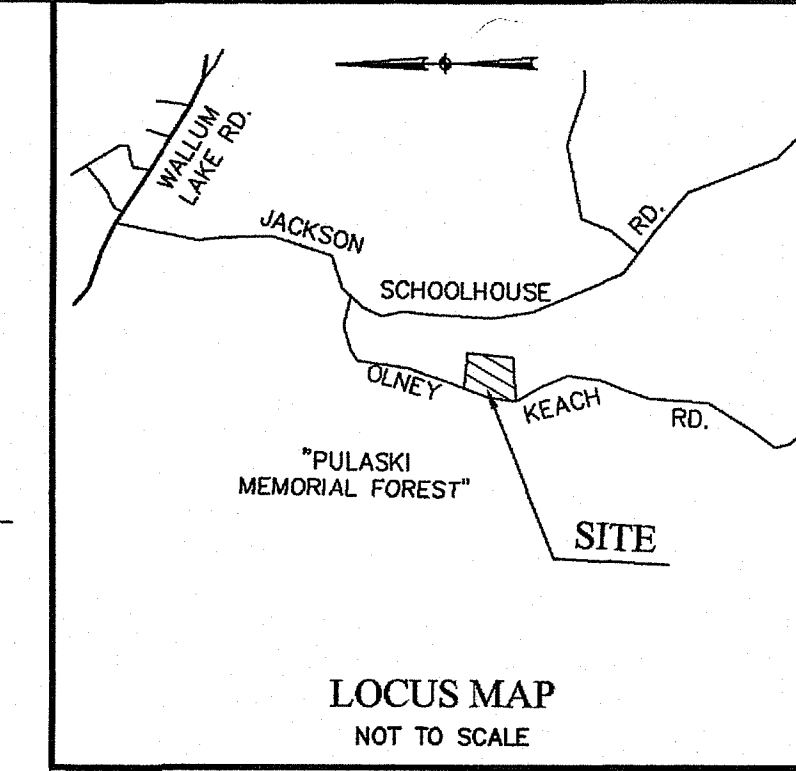 WALLUM
LAKE RD.
JACKSON
SCHOOLHOUSE
RD.
OLNEY
KEACH
RD.
"PULASKI
MEMORIAL FOREST"
SITE
LOCUS MAP
NOT TO SCALE